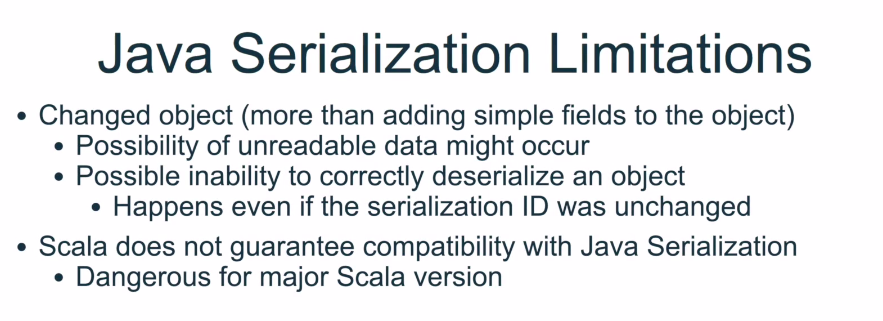 Java Serialization Limitations
• Changed object (more than adding simple fields to the object)
• Possibility of unreadable data might occur
• Possible inability to correctly deserialize an object
• Happens even if the serialization ID was unchanged
• Scala does not guarantee compatibility with Java Serialization
• Dangerous for major Scala version